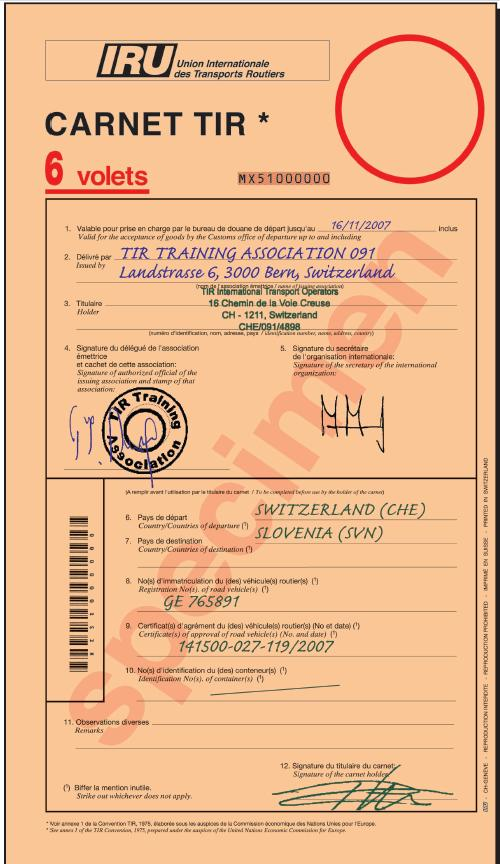 IRU Union Internationale
des Transports Routiers
CARNET TIR *
6 volets
MX51000000
1. Valable pour prise en charge par le bureau de douane de départ jusqu'au 16/11/2007 inclus
Valid for the acceptance of goods by the Customs office of departure up to and including
2. Délivré par TIR TRAINING ASSOCIATION 091
Issued by Landstrasse 6, 3000 Bern, Switzerland
(nom de l'association émettrice / name of issuing association)
TIR International Transport Operators
3. Titulaire 16 Chemin de la Voie Creuse
Holder CH - 1211, Switzerland
CHE/091/4898
(numéro d'identification, nom, adresse, pays / identification number, name, address, country)
4. Signature du délégué de l'association
émettrice
et cachet de cette association:
Signature of authorized official of the
issuing association and stamp of that
association:
TIR Training
Association
5. Signature du secrétaire
de l'organisation internationale:
Signature of the secretary of the international
organization:
specimen
(A remplir avant l'utilisation par le titulaire du carnet / To be completed before use by the holder of the carnet)
6. Pays de départ SWITZERLAND (CHE)
Country/Countries of departure (¹)
7. Pays de destination SLOVENIA (SVN)
Country/Countries of destination (¹)
8. No(s) d'immatriculation du (des) véhicule(s) routier(s) (¹)
Registration No(s). of road vehicle(s) (¹)
GE 765891
9. Certificat(s) d'agrément du (des) véhicule(s) routier(s) (No et date) (¹)
Certificate(s) of approval of road vehicle(s) (No. and date) (¹)
141500-027-119/2007
10. No(s) d'identification du (des) conteneur(s) (¹)
Identification No(s). of container(s) (¹)
11. Observations diverses
Remarks
12. Signature du titulaire du carnet:
Signature of the carnet holder:
(¹) Biffer la mention inutile.
Strike out whichever does not apply.
* Voir annexe 1 de la Convention TIR, 1975, élaborée sous les auspices de la Commission économique des Nations Unies pour l'Europe.
* See annex 1 of the TIR Convention, 1975, prepared under the auspices of the United Nations Economic Commission for Europe.
CH-GENÈVE - REPRODUCTION INTERDITE - REPRODUCTION PROHIBITED - IMPRIMÉ EN SUISSE - PRINTED IN SWITZERLAND